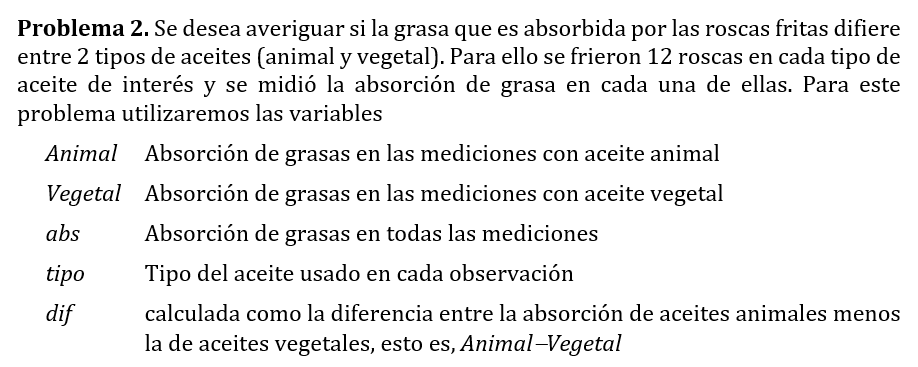 Problema 2. Se desea averiguar si la grasa que es absorbida por las roscas fritas difiere
entre 2 tipos de aceites (animal y vegetal). Para ello se frieron 12 roscas en cada tipo de
aceite de interés y se midió la absorción de grasa en cada una de ellas. Para este
problema utilizaremos las variables
Animal Absorción de grasas en las mediciones con aceite animal
Vegetal Absorción de grasas en las mediciones con aceite vegetal
abs Absorción de grasas en todas las mediciones
tipo Tipo del aceite usado en cada observación
dif calculada como la diferencia entre la absorción de aceites animales menos
la de aceites vegetales, esto es, Animal–Vegetal